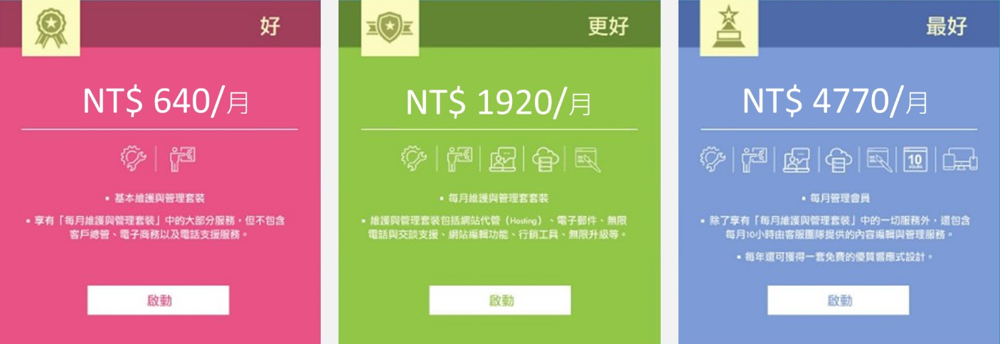 好
NT$ 640/月
▪ 基本維護與管理套裝
▪ 享有「每月維護與管理套裝」中的大部分服務，但不包含
客戶總管、電子商務以及電話支援服務。
啟動
更好
NT$ 1920/月
▪ 每月維護與管理套套裝
▪ 維護與管理套裝包括網站代管（Hosting）、電子郵件、無限
電話與交談支援、網站編輯功能、行銷工具、無限升級等。
啟動
最好
NT$ 4770/月
10
▪ 每月管理會員
▪ 除了享有「每月維護與管理套裝」中的一切服務外，還包含
每月10小時由客服團隊提供的內容編輯與管理服務。
▪ 每年還可獲得一套免費的優質響應式設計。
啟動